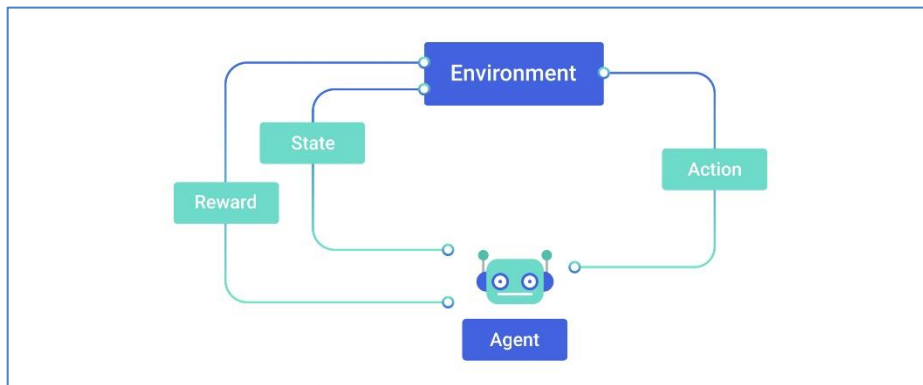 Environment
State
Action
Reward
Agent